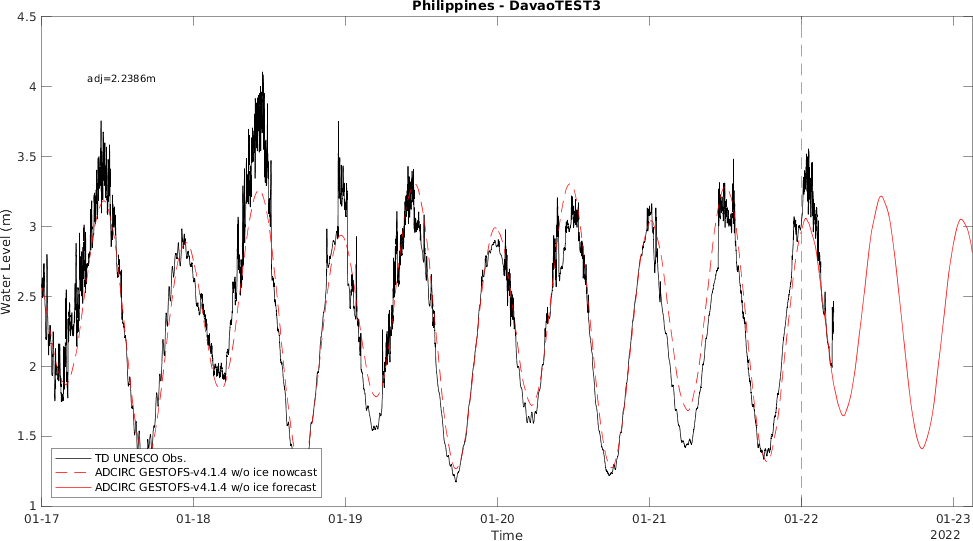 Philippines - DavaoTEST3
4.5
adj=2.2386m
4
3.5
3
Water Level (m)
2.5
2
1.5
TD UNESCO Obs.
ADCIRC GESTOFS-v4.1.4 w/o ice nowcast
ADCIRC GESTOFS-v4.1.4 w/o ice forecast
1
01-17 01-18 01-19 01-20 01-21 01-22 01-23
Time
2022